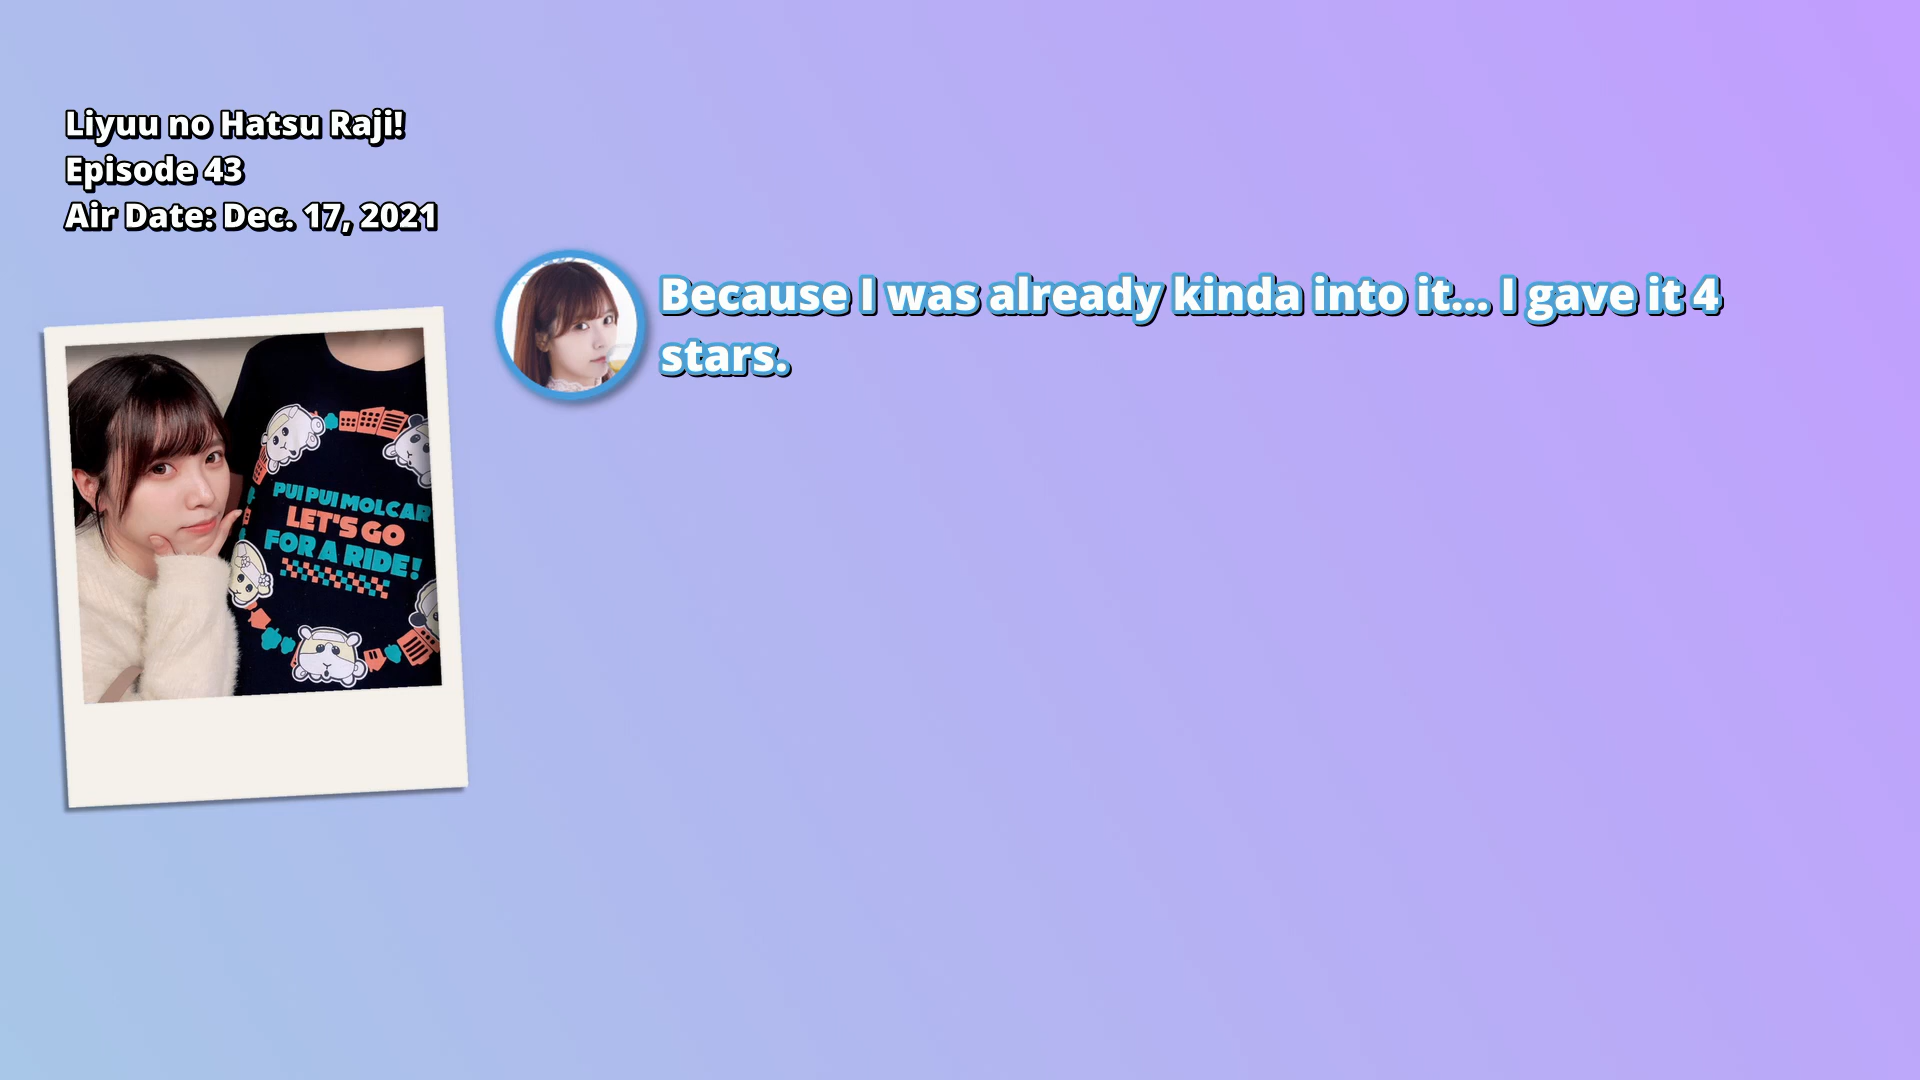 Liyuu no Hatsu Raji!
Episode 43
Air Date: Dec. 17, 2021
Because I was already kinda into it... I gave it 4
stars.
PUI PUI MOLCAR
LET'S GO
FOR A RIDE!